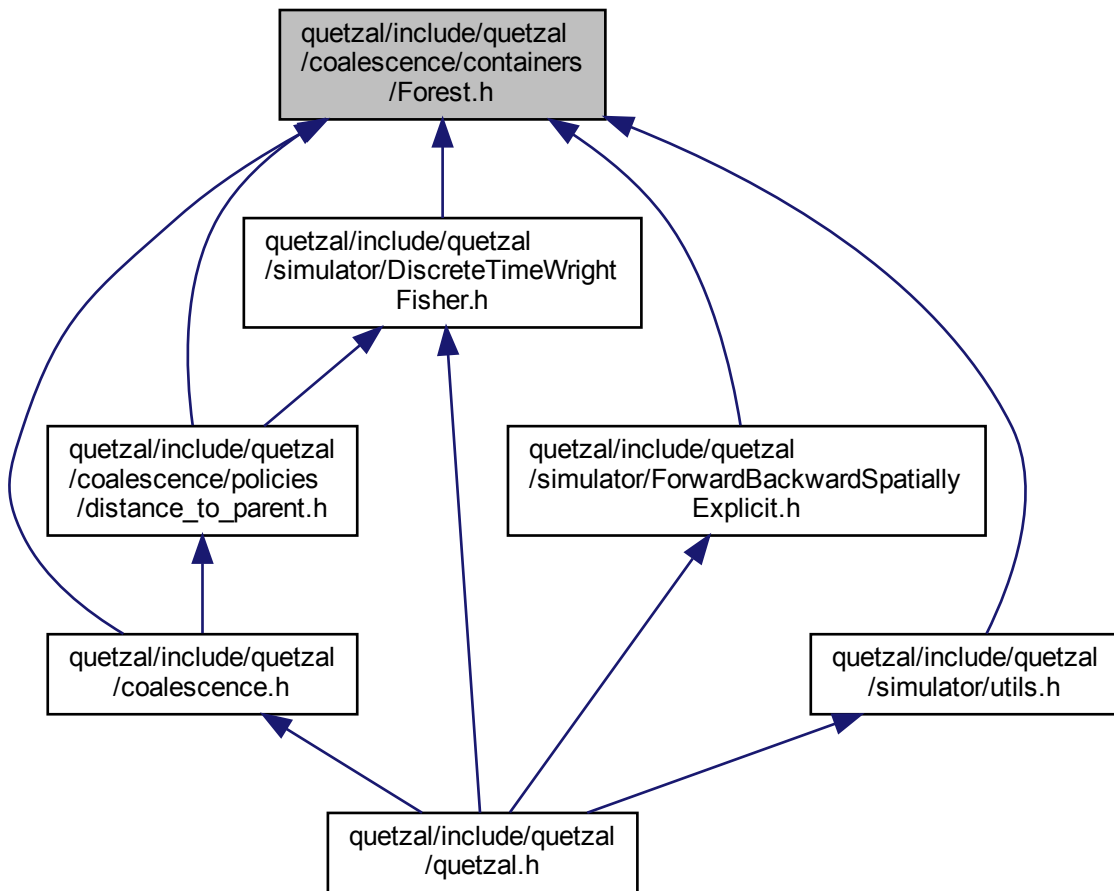 quetzal/include/quetzal
/coalescence/containers
/Forest.h
quetzal/include/quetzal
/simulator/DiscreteTimeWright
Fisher.h
quetzal/include/quetzal
/coalescence/policies
/distance_to_parent.h
quetzal/include/quetzal
/simulator/ForwardBackwardSpatially
Explicit.h
quetzal/include/quetzal
/coalescence.h
quetzal/include/quetzal
/simulator/utils.h
quetzal/include/quetzal
/quetzal.h